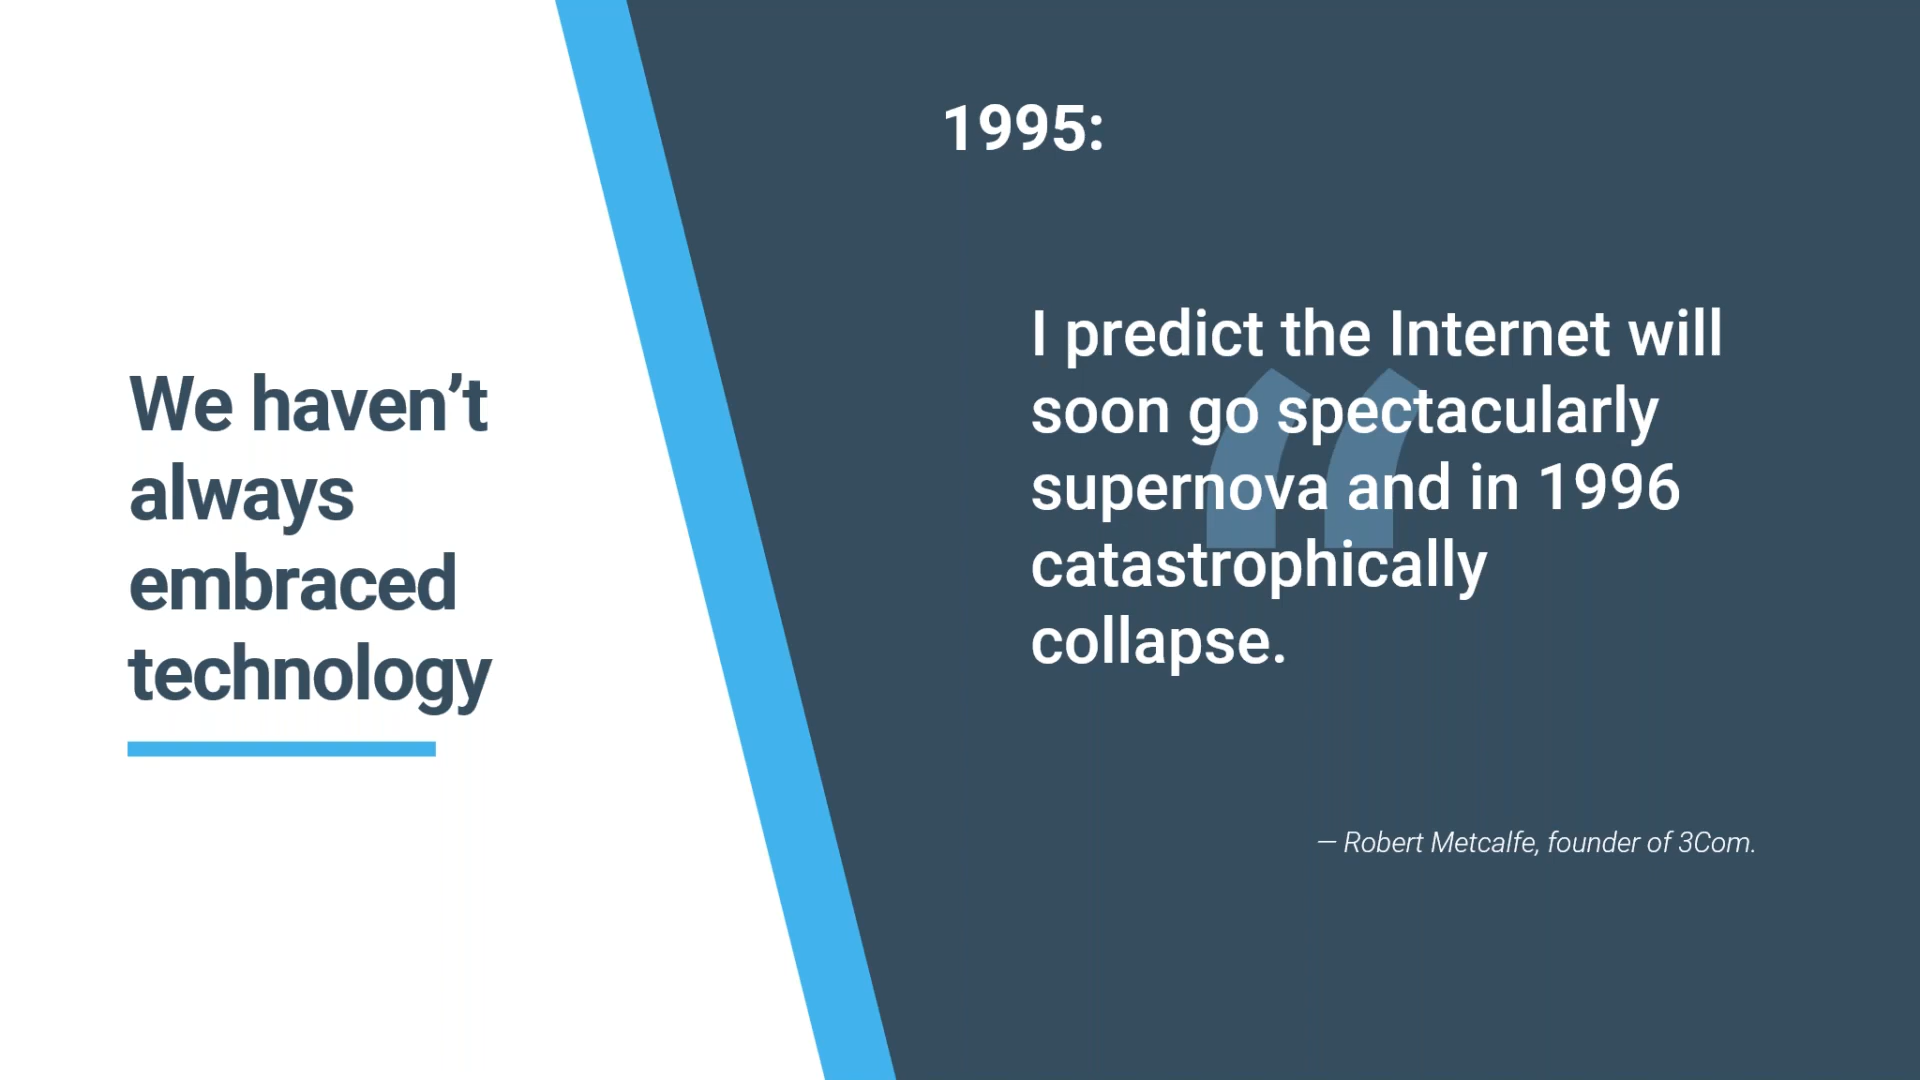 We haven’t
always
embraced
technology
1995:
I predict the Internet will
soon go spectacularly
supernova and in 1996
catastrophically
collapse.
— Robert Metcalfe, founder of 3Com.